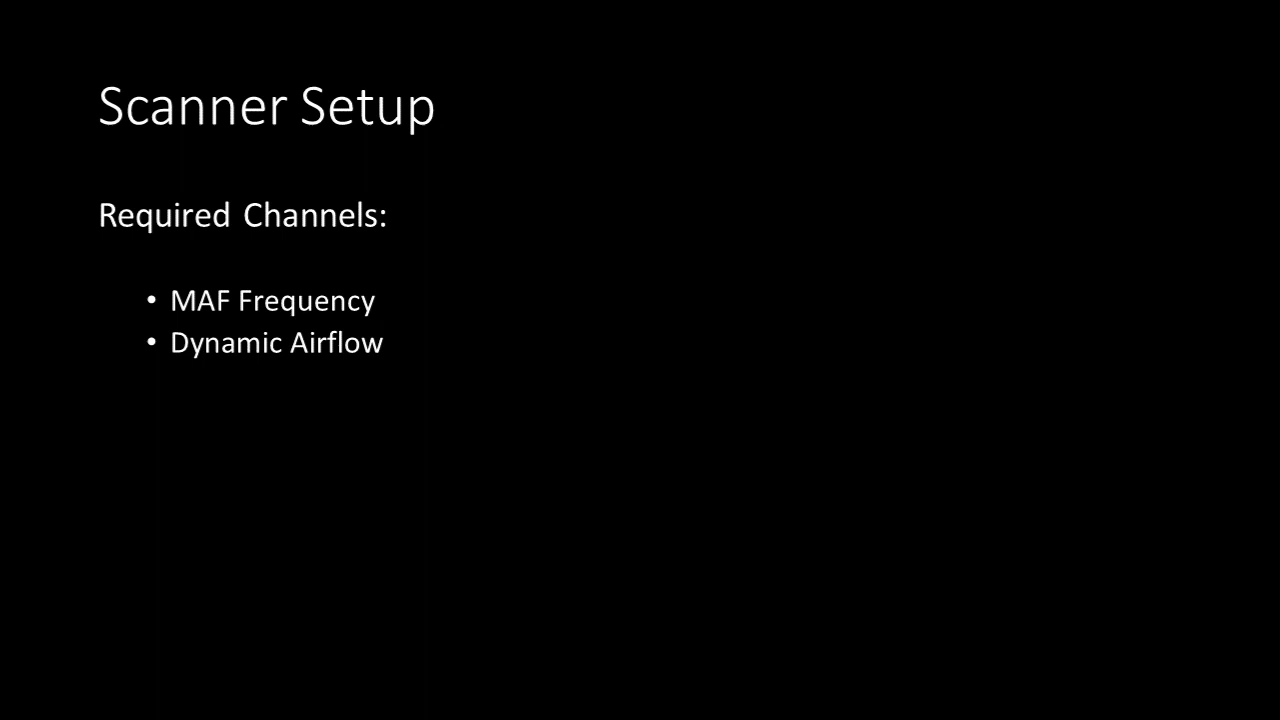 Scanner Setup
Required Channels:
• MAF Frequency
• Dynamic Airflow